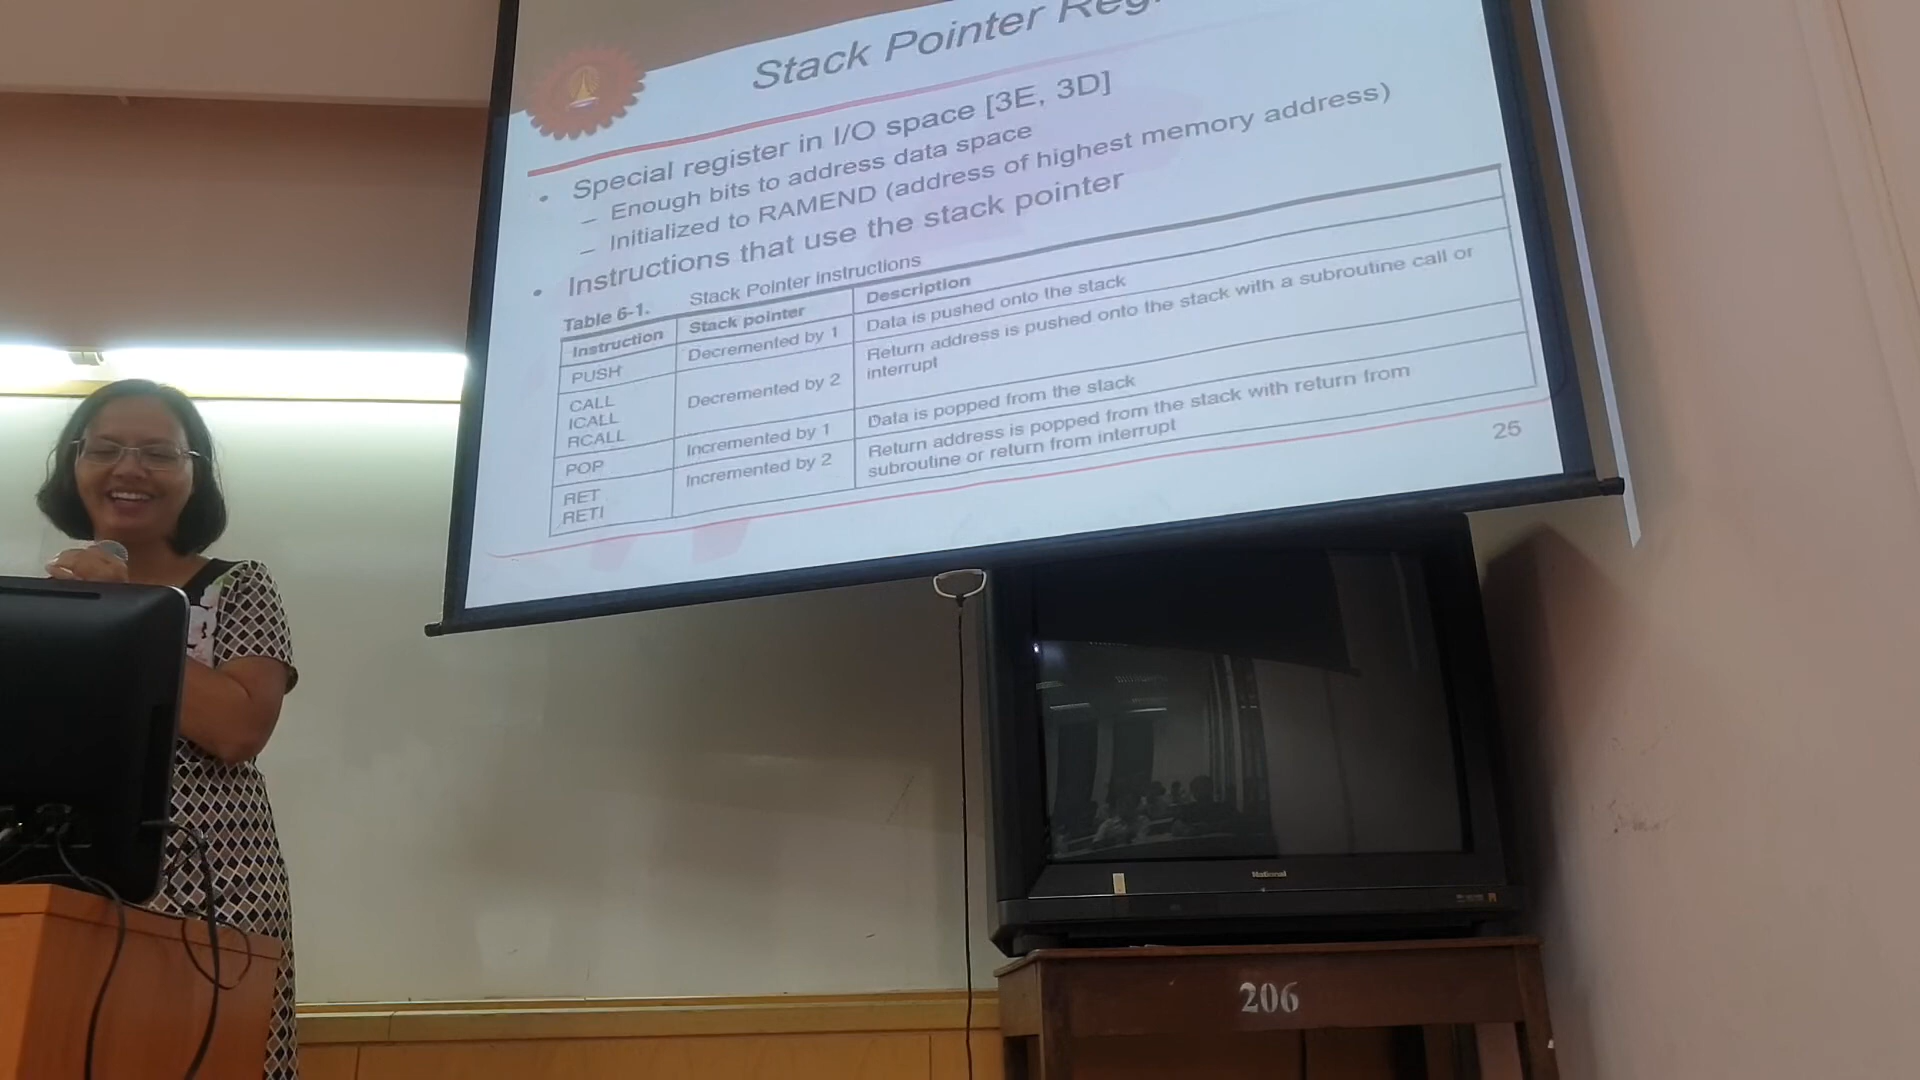 Stack Pointer
• Special register in I/O space [3E, 3D]
– Enough bits to address data space
– Initialized to RAMEND (address of highest memory address)
• Instructions that use the stack pointer
Table 6-1. Stack Pointer instructions
Instruction Stack pointer Description
PUSH Decremented by 1 Data is pushed onto the stack
CALL
ICALL
RCALL Decremented by 2 Return address is pushed onto the stack with a subroutine call or
interrupt
POP Incremented by 1 Data is popped from the stack
RET
RETI Incremented by 2 Return address is popped from the stack with return from
subroutine or return from interrupt
25
National
206